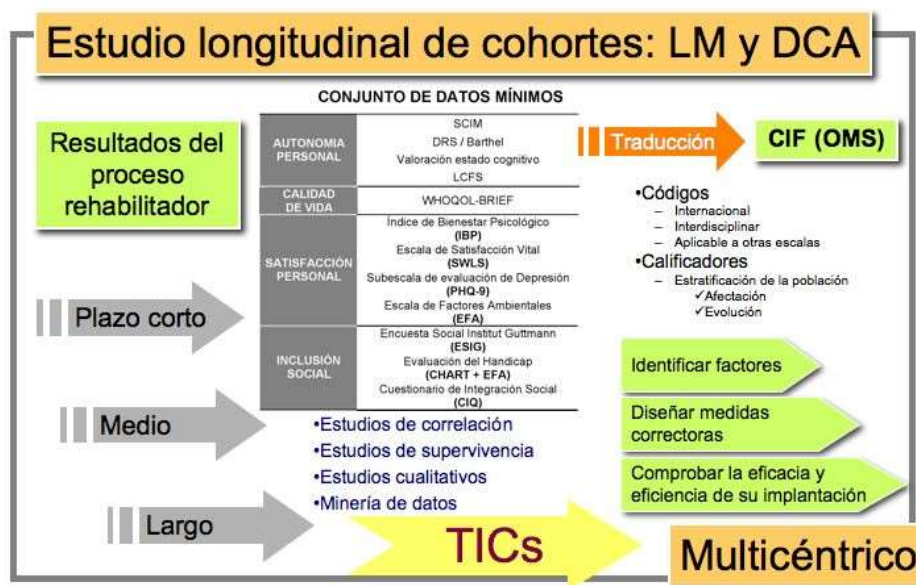 Estudio longitudinal de cohortes: LM y DCA
Resultados del
proceso
rehabilitador
Plazo corto
Medio
Largo
CONJUNTO DE DATOS MÍNIMOS
AUTONOMIA
PERSONAL
SCIM
DRS / Barthel
Valoración estado cognitivo
LCFS
CALIDAD
DE VIDA
WHOQOL-BRIEF
SATISFACCIÓN
PERSONAL
Índice de Bienestar Psicológico
(IBP)
Escala de Satisfacción Vital
(SWLS)
Subescala de evaluación de Depresión
(PHQ-9)
Escala de Factores Ambientales
(EFA)
INCLUSIÓN
SOCIAL
Encuesta Social Institut Guttmann
(ESIG)
Evaluación del Handicap
(CHART + EFA)
Cuestionario de Integración Social
(CIQ)
•Estudios de correlación
•Estudios de supervivencia
•Estudios cualitativos
•Minería de datos
Traducción
CIF (OMS)
•Códigos
– Internacional
– Interdisciplinar
– Aplicable a otras escalas
•Calificadores
– Estratificación de la población
✓Afectación
✓Evolución
Identificar factores
Diseñar medidas
correctoras
Comprobar la eficacia y
eficiencia de su implantación
TICs
Multicéntrico